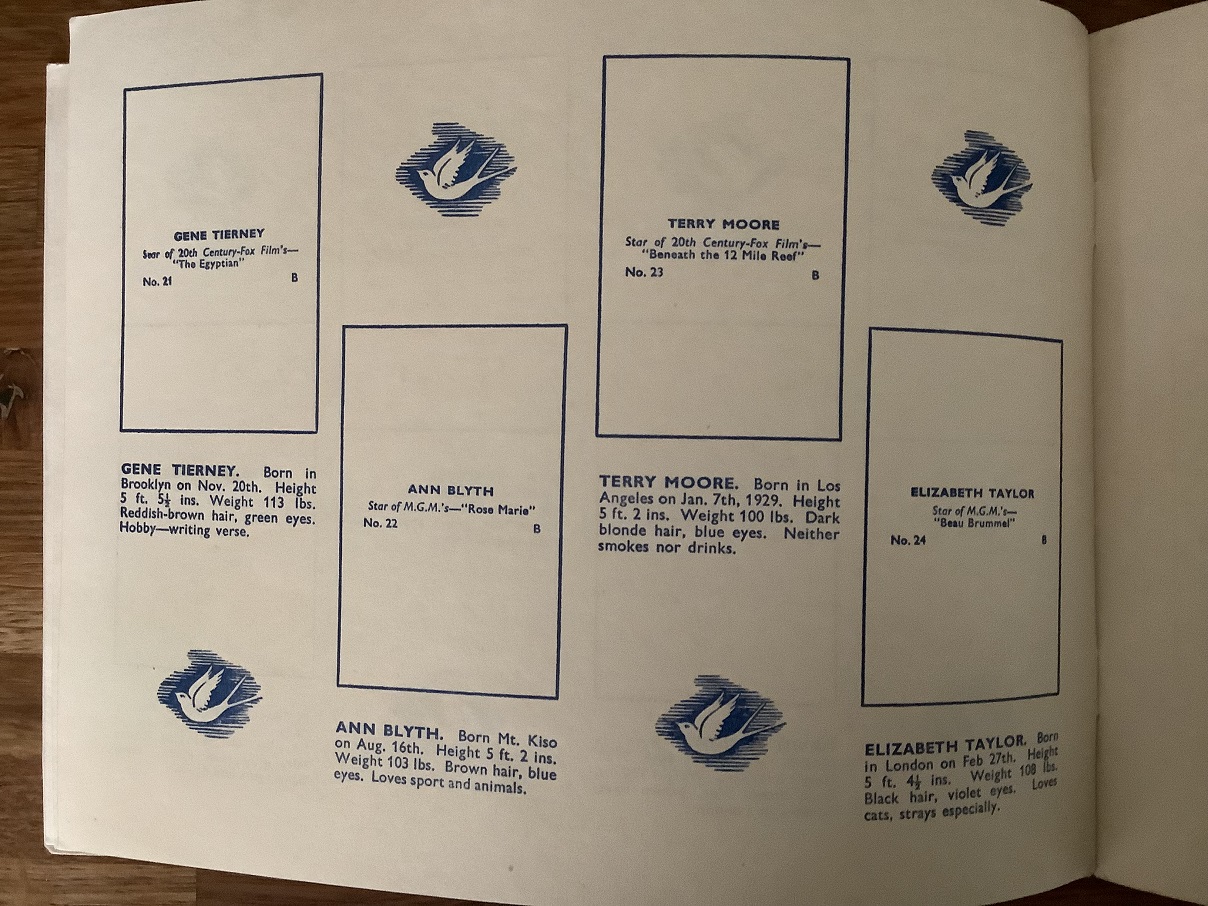 GENE TIERNEY
Star of 20th Century-Fox Film's—
"The Egyptian"
No. 21 B
GENE TIERNEY. Born in
Brooklyn on Nov. 20th. Height
5 ft. 5½ ins. Weight 113 lbs.
Reddish-brown hair, green eyes.
Hobby—writing verse.
ANN BLYTH
Star of M.G.M.'s—"Rose Marie"
No. 22 B
ANN BLYTH. Born Mt. Kiso
on Aug. 16th. Height 5 ft. 2 ins.
Weight 103 lbs. Brown hair, blue
eyes. Loves sport and animals.
TERRY MOORE
Star of 20th Century-Fox Film's—
"Beneath the 12 Mile Reef"
No. 23 B
TERRY MOORE. Born in Los
Angeles on Jan. 7th, 1929. Height
5 ft. 2 ins. Weight 100 lbs. Dark
blonde hair, blue eyes. Neither
smokes nor drinks.
ELIZABETH TAYLOR
Star of M.G.M.'s—
"Beau Brummel"
No. 24 B
ELIZABETH TAYLOR. Born
in London on Feb 27th. Height
5 ft. 4½ ins. Weight 108 lbs.
Black hair, violet eyes. Loves
cats, strays especially.